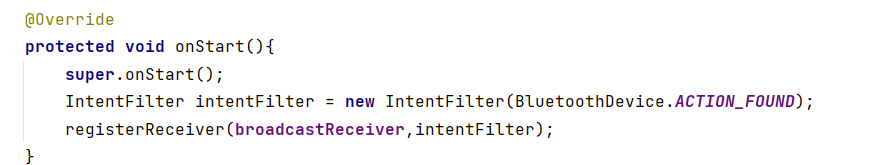 @Override
protected void onStart(){
    super.onStart();
    IntentFilter intentFilter = new IntentFilter(BluetoothDevice.ACTION_FOUND);
    registerReceiver(broadcastReceiver,intentFilter);
}